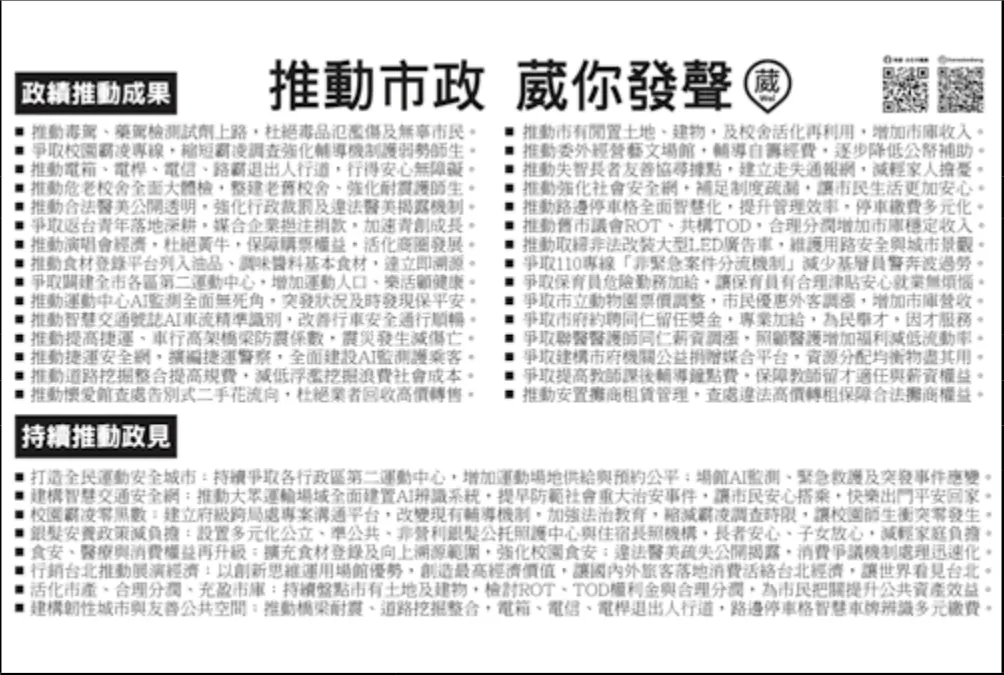 推動市政 葳你發聲 葳 Wei
政績推動成果
■ 推動毒駕、藥駕檢測試劑上路，杜絕毒品氾濫傷及無辜市民。
■ 爭取校園霸凌專線，縮短霸凌調查強化輔導機制護弱勢師生。
■ 推動電箱、電桿、電信、路霸退出人行道，行得安心無障礙。
■ 推動危老校舍全面大體檢，整建老舊校舍、強化耐震護師生。
■ 推動合法醫美公開透明，強化行政裁罰及違法醫美揭露機制。
■ 爭取返台青年落地深耕，媒合企業挹注捐款，加速青創成長。
■ 推動演唱會經濟，杜絕黃牛，保障購票權益，活化商圈發展。
■ 推動食材登錄平台列入油品、調味醬料基本食材，達立即溯源。
■ 爭取闢建全市各區第二運動中心，增加運動人口、樂活顧健康。
■ 推動運動中心AI監測全面無死角，突發狀況及時發現保平安。
■ 推動智慧交通號誌AI車流精準識別，改善行車安全通行順暢。
■ 推動提高捷運、車行高架橋梁防震係數，震災發生減傷亡。
■ 推動捷運安全網，擴編捷運警察，全面建設AI監測護乘客。
■ 推動道路挖掘整合提高規費，減低浮濫挖掘浪費社會成本。
■ 推動懷愛館查處告別式二手花流向，杜絕業者回收高價轉售。
■ 推動市有閒置土地、建物，及校舍活化再利用，增加市庫收入。
■ 推動委外經營藝文場館，輔導自籌經費，逐步降低公幣補助。
■ 推動失智長者友善協尋據點，建立走失通報網，減輕家人擔憂。
■ 推動強化社會安全網，補足制度疏漏，讓市民生活更加安心。
■ 推動路邊停車格全面智慧化，提升管理效率，停車繳費多元化。
■ 推動舊市議會ROT、共構TOD，合理分潤增加市庫穩定收入。
■ 推動取締非法改裝大型LED廣告車，維護用路安全與城市景觀。
■ 爭取110專線「非緊急案件分流機制」減少基層員警奔波過勞。
■ 爭取保育員危險勤務加給，讓保育員有合理津貼安心就業無煩惱。
■ 爭取市立動物園票價調整，市民優惠外客調漲，增加市庫營收。
■ 爭取市府約聘同仁留任獎金，專業加給，為民舉才，因才服務。
■ 爭取聯醫醫護師同仁薪資調漲，照顧醫護增加福利減低流動率。
■ 爭取建構市府機關公益捐贈媒合平台，資源分配均衡物盡其用。
■ 爭取提高教師課後輔導鐘點費，保障教師留才適任與薪資權益。
■ 推動安置攤商租賃管理，查處違法高價轉租保障合法攤商權益。
持續推動政見
■ 打造全民運動安全城市：持續爭取各行政區第二運動中心，增加運動場地供給與預約公平；場館AI監測、緊急救護及突發事件應變。
■ 建構智慧交通安全網：推動大眾運輸場域全面建置AI辨識系統，提早防範社會重大治安事件，讓市民安心搭乘，快樂出門平安回家。
■ 校園霸凌零黑數：建立府級跨局處專案溝通平台，改變現有輔導機制，加強法治教育，縮減霸凌調查時限，讓校園師生衝突零發生。
■ 銀髮安養政策減負擔：設置多元化公立、準公共、非營利銀髮公托照護中心與住宿長照機構，長者安心、子女放心，減輕家庭負擔。
■ 食安、醫療與消費權益再升級：擴充食材登錄及向上溯源範圍，強化校園食安；違法醫美疏失公開揭露，消費爭議機制處理迅速化。
■ 行銷台北推動展演經濟：以創新思維運用場館優勢，創造最高經濟價值，讓國內外旅客落地消費活絡台北經濟，讓世界看見台北。
■ 活化市產、合理分潤、充盈市庫：持續盤點市有土地及建物，檢討ROT、TOD權利金與合理分潤，為市民把關提升公共資產效益。
■ 建構韌性城市與友善公共空間：推動橋梁耐震、道路挖掘整合，電箱、電信、電桿退出人行道，路邊停車格智慧車牌辨識多元繳費。